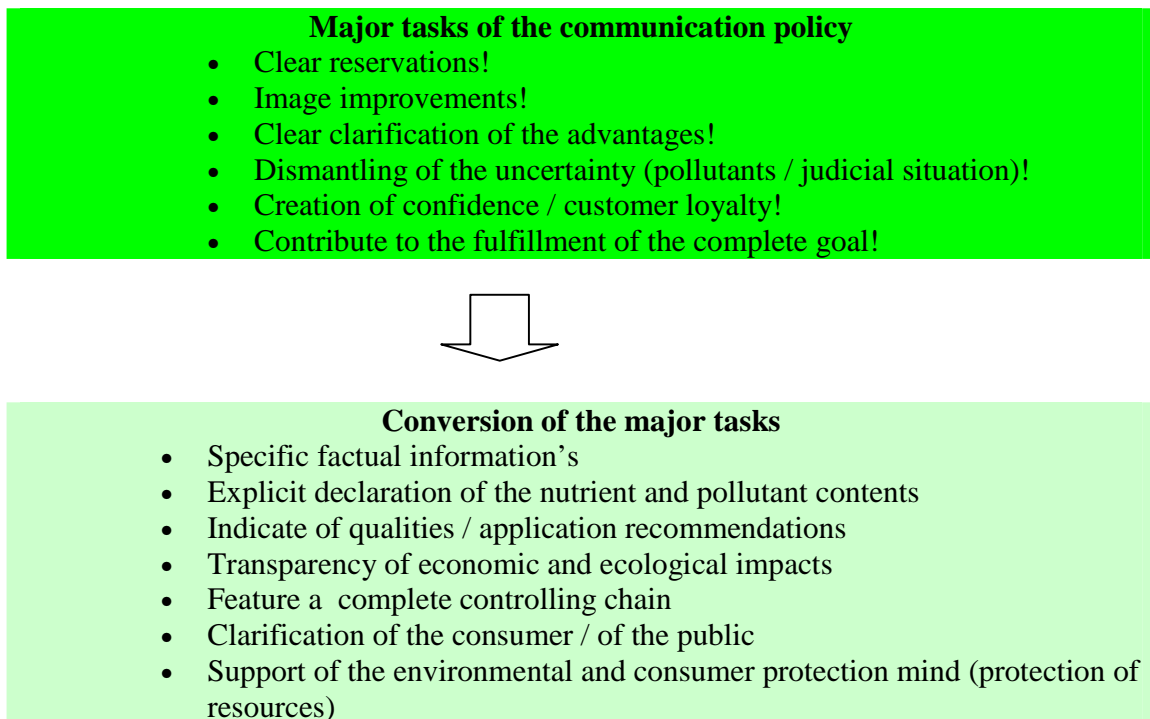 Major tasks of the communication policy
• Clear reservations!
• Image improvements!
• Clear clarification of the advantages!
• Dismantling of the uncertainty (pollutants / judicial situation)!
• Creation of confidence / customer loyalty!
• Contribute to the fulfillment of the complete goal!
Conversion of the major tasks
• Specific factual information’s
• Explicit declaration of the nutrient and pollutant contents
• Indicate of qualities / application recommendations
• Transparency of economic and ecological impacts
• Feature a  complete controlling chain
• Clarification of the consumer / of the public
• Support of the environmental and consumer protection mind (protection of
resources)